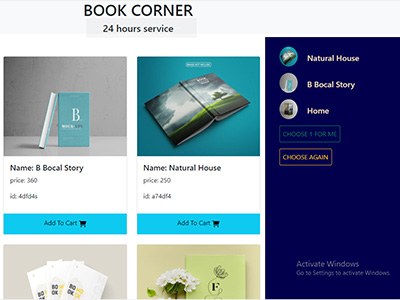 BOOK CORNER
24 hours service
B
Name: B Bocal Story
price: 360
id: 4dfd4s
Add To Cart
Name: Natural House
price: 250
id: a74df4
Add To Cart
BO
OK
F
Natural House
B Bocal Story
Home
CHOOSE 1 FOR ME
CHOOSE AGAIN
Activate Windows
Go to Settings to activate Windows.